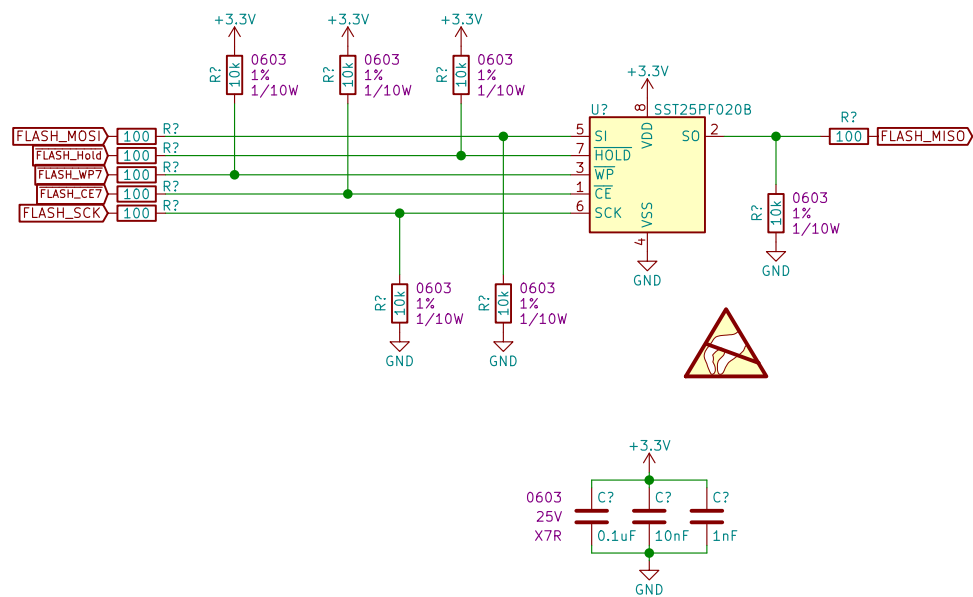 +3.3V +3.3V +3.3V
R? 10k 0603 R? 10k 0603 R? 10k 0603
1% 1% 1%
1/10W 1/10W 1/10W
+3.3V
U? 8 SST25PF020B
VDD
R?
FLASH_MOSI 100 R? 5 SI SO 2 100 FLASH_MISO
FLASH_Hold 100 7 HOLD
FLASH_WP7 100 R? 3 WP
FLASH_CE7 100 R? 1 CE
FLASH_SCK 100 R? 6 SCK
VSS
4
GND
R? 10k 0603
1%
1/10W
GND
R? 10k 0603 R? 10k 0603
1% 1%
1/10W 1/10W
GND GND
+3.3V
0603 C? C? C?
25V
X7R 0.1uF 10nF 1nF
GND